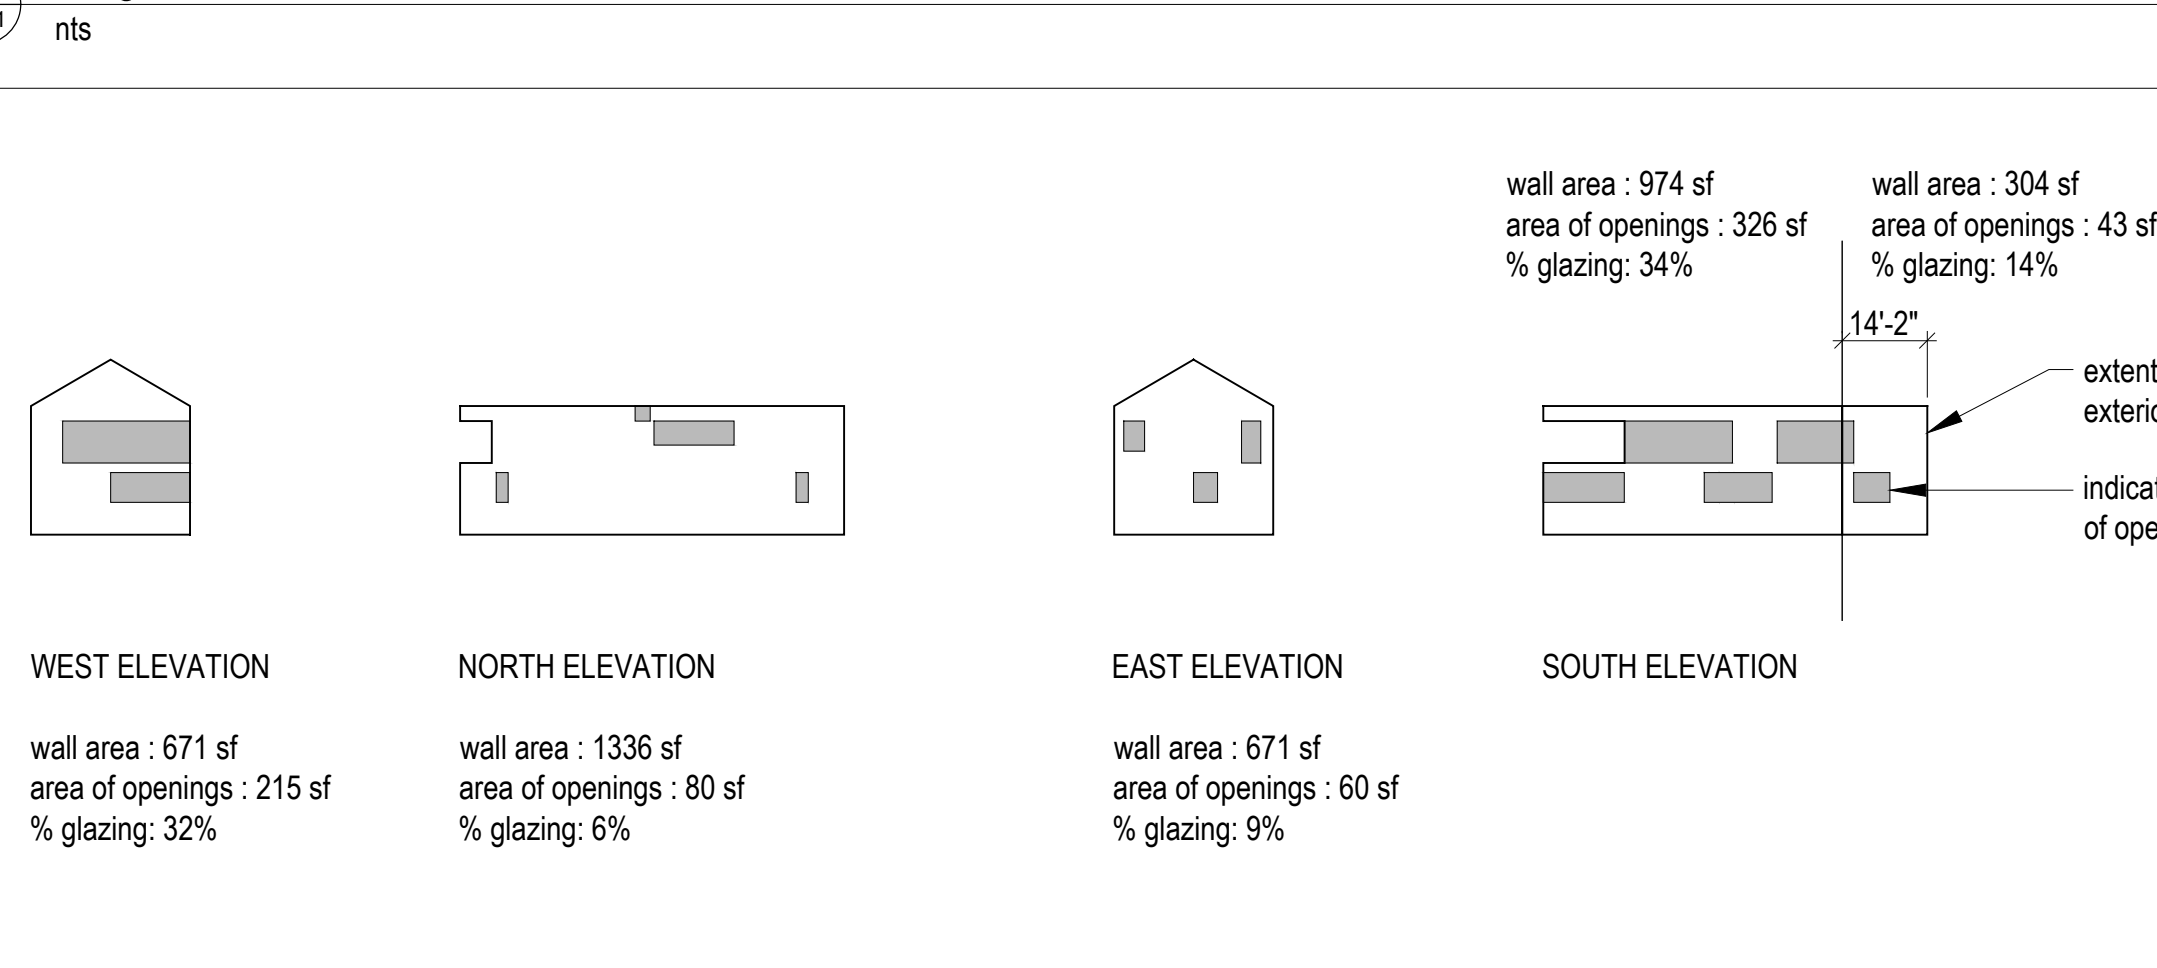 1
nts
wall area : 974 sf
area of openings : 326 sf
% glazing: 34%
wall area : 304 sf
area of openings : 43 sf
% glazing: 14%
14'-2"
extent
WEST ELEVATION
wall area : 671 sf
area of openings : 215 sf
% glazing: 32%
NORTH ELEVATION
wall area : 1336 sf
area of openings : 80 sf
% glazing: 6%
EAST ELEVATION
wall area : 671 sf
area of openings : 60 sf
% glazing: 9%
SOUTH ELEVATION
of